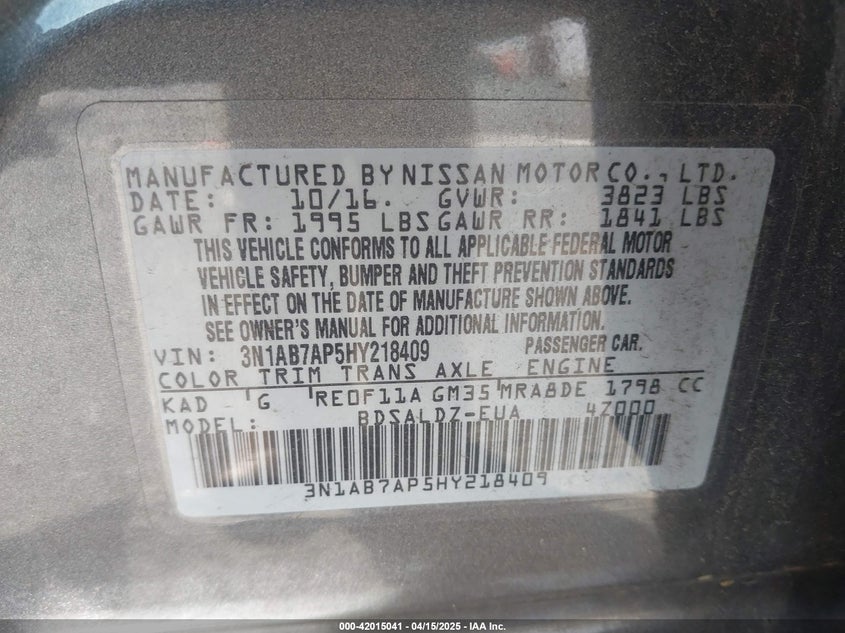 MANUFACTURED BY NISSAN MOTOR CO., LTD.
DATE: 10/16. GVWR: 3823 LBS
GAWR FR: 1995 LBS GAWR RR: 1841 LBS
THIS VEHICLE CONFORMS TO ALL APPLICABLE FEDERAL MOTOR
VEHICLE SAFETY, BUMPER AND THEFT PREVENTION STANDARDS
IN EFFECT ON THE DATE OF MANUFACTURE SHOWN ABOVE.
SEE OWNER'S MANUAL FOR ADDITIONAL INFORMATION.
VIN: 3N1AB7AP5HY218409 PASSENGER CAR.
COLOR TRIM TRANS AXLE ENGINE
KAD G RE0F11A GM35 MRA8DE 1798 CC
MODEL: BDSALDZ-EUA 4Z000
3N1AB7AP5HY218409
000-42015041 | 04/15/2025 | IAA Inc.